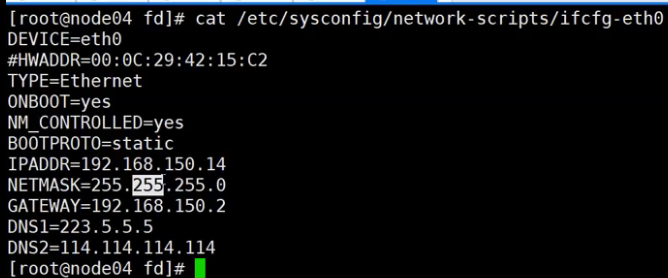 [root@node04 fd]# cat /etc/sysconfig/network-scripts/ifcfg-eth0
DEVICE=eth0
#HWADDR=00:0C:29:42:15:C2
TYPE=Ethernet
ONBOOT=yes
NM_CONTROLLED=yes
BOOTPROTO=static
IPADDR=192.168.150.14
NETMASK=255.255.255.0
GATEWAY=192.168.150.2
DNS1=223.5.5.5
DNS2=114.114.114.114
[root@node04 fd]#